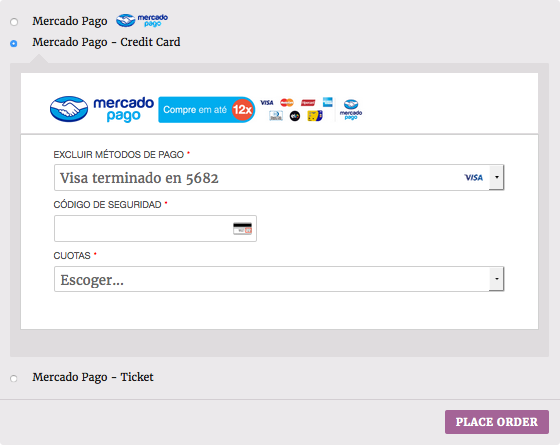 Mercado Pago mercado pago
Mercado Pago - Credit Card
mercado pago Compre em até 12x VISA mercado pago
EXCLUIR MÉTODOS DE PAGO *
Visa terminado en 5682 VISA
CÓDIGO DE SEGURIDAD *
CUOTAS *
Escoger...
Mercado Pago - Ticket
PLACE ORDER